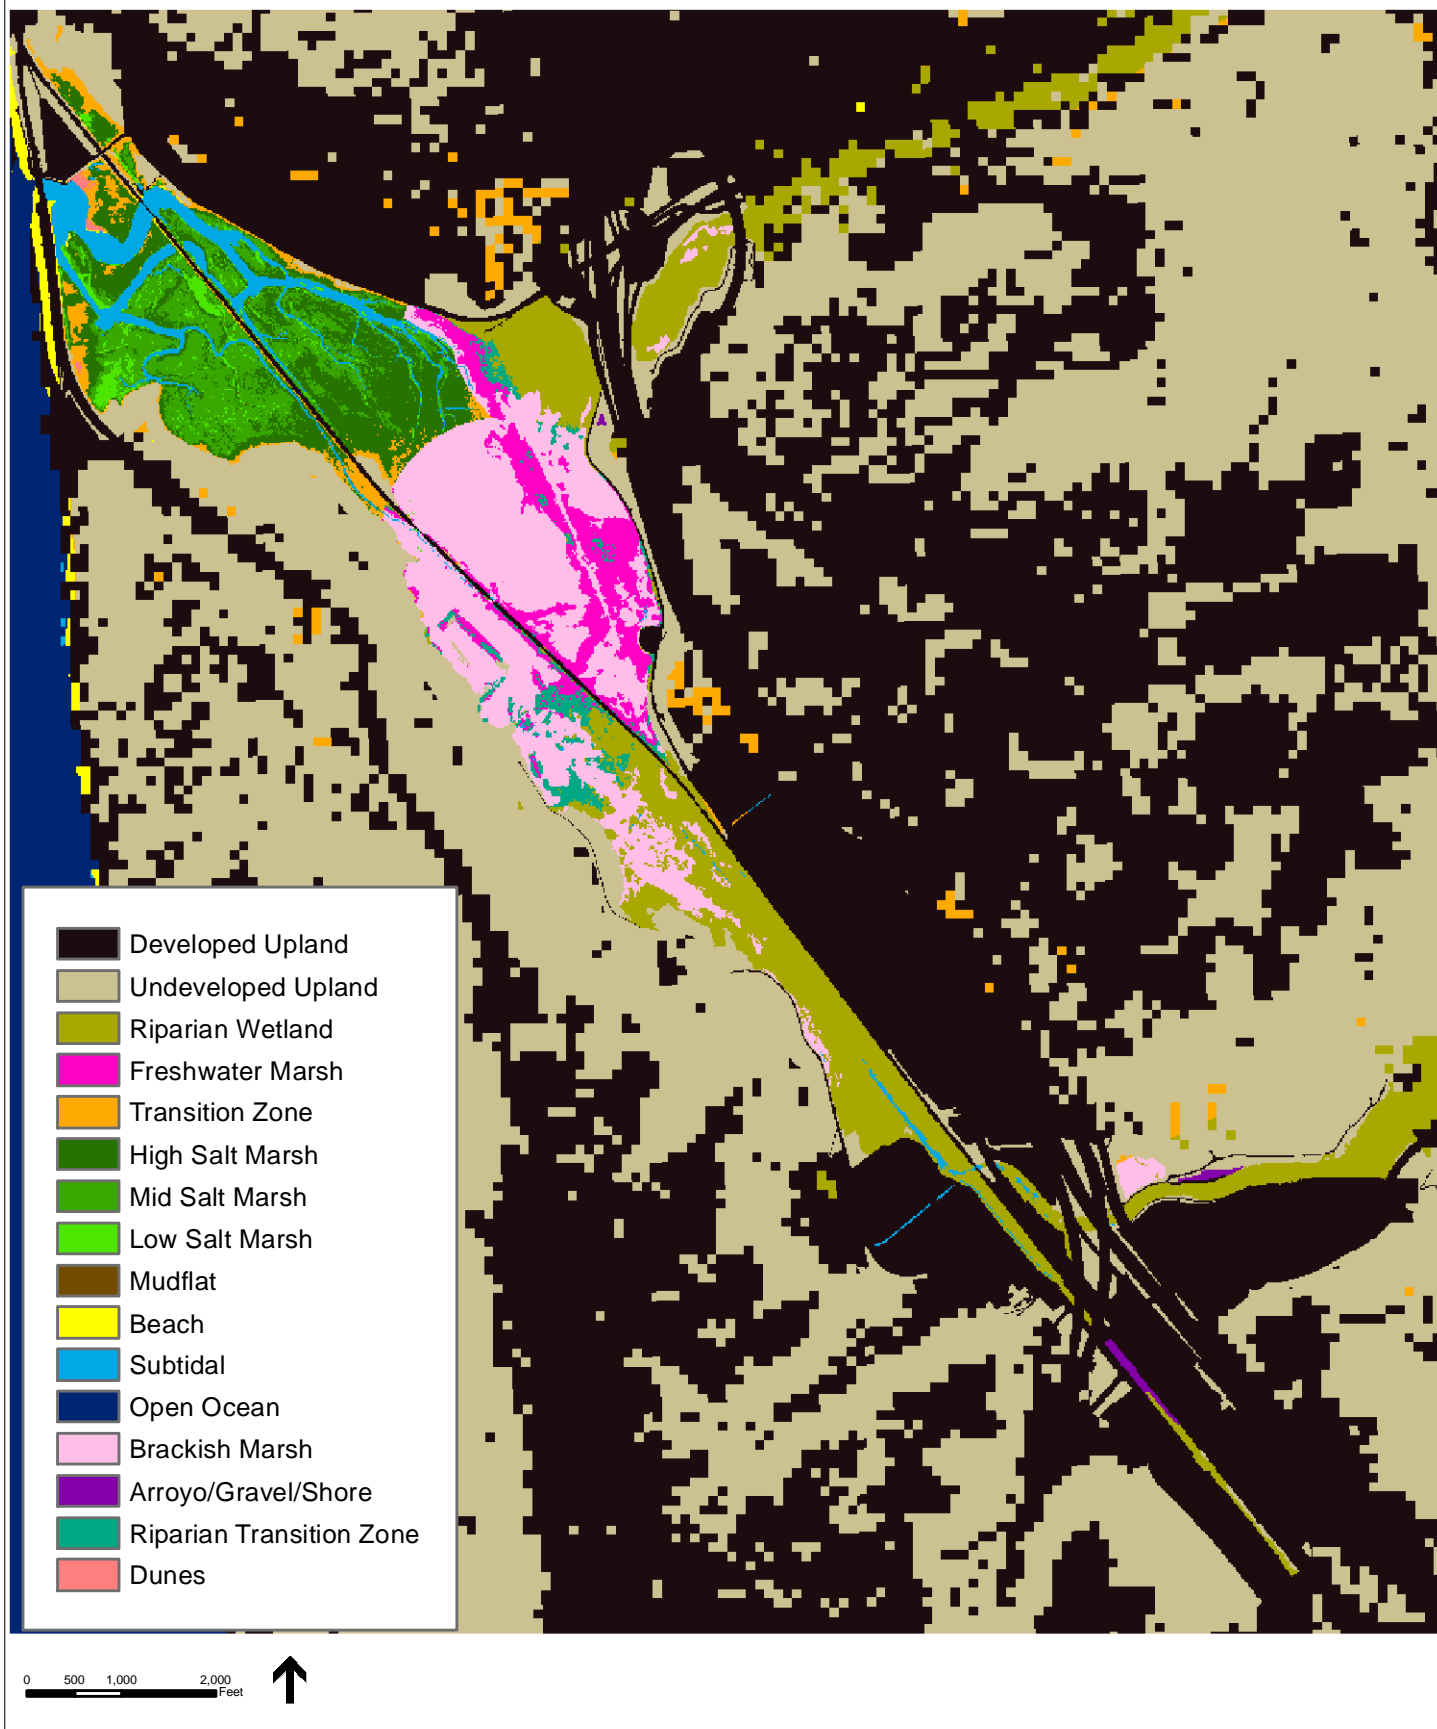 Developed Upland
Undeveloped Upland
Riparian Wetland
Freshwater Marsh
Transition Zone
High Salt Marsh
Mid Salt Marsh
Low Salt Marsh
Mudflat
Beach
Subtidal
Open Ocean
Brackish Marsh
Arroyo/Gravel/Shore
Riparian Transition Zone
Dunes
0 500 1,000 2,000
Feet